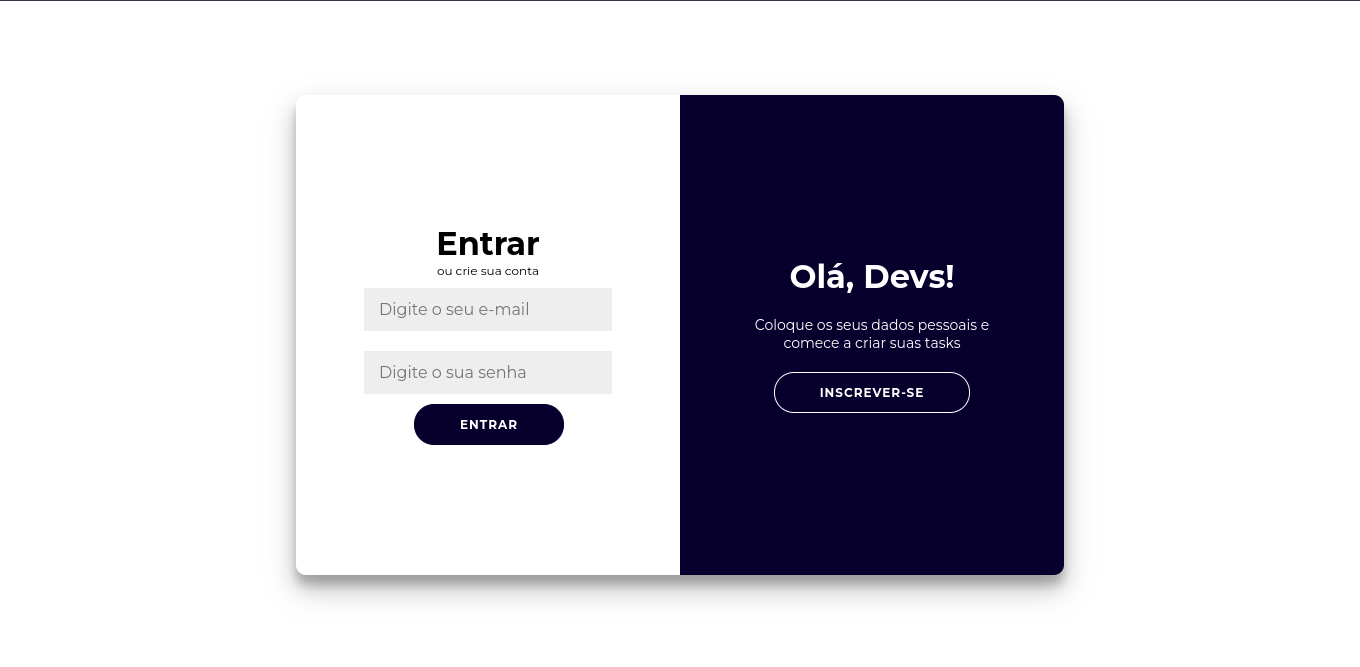 Entrar
ou crie sua conta
Digite o seu e-mail
Digite o sua senha
ENTRAR
Olá, Devs!
Coloque os seus dados pessoais e
comece a criar suas tasks
INSCREVER-SE